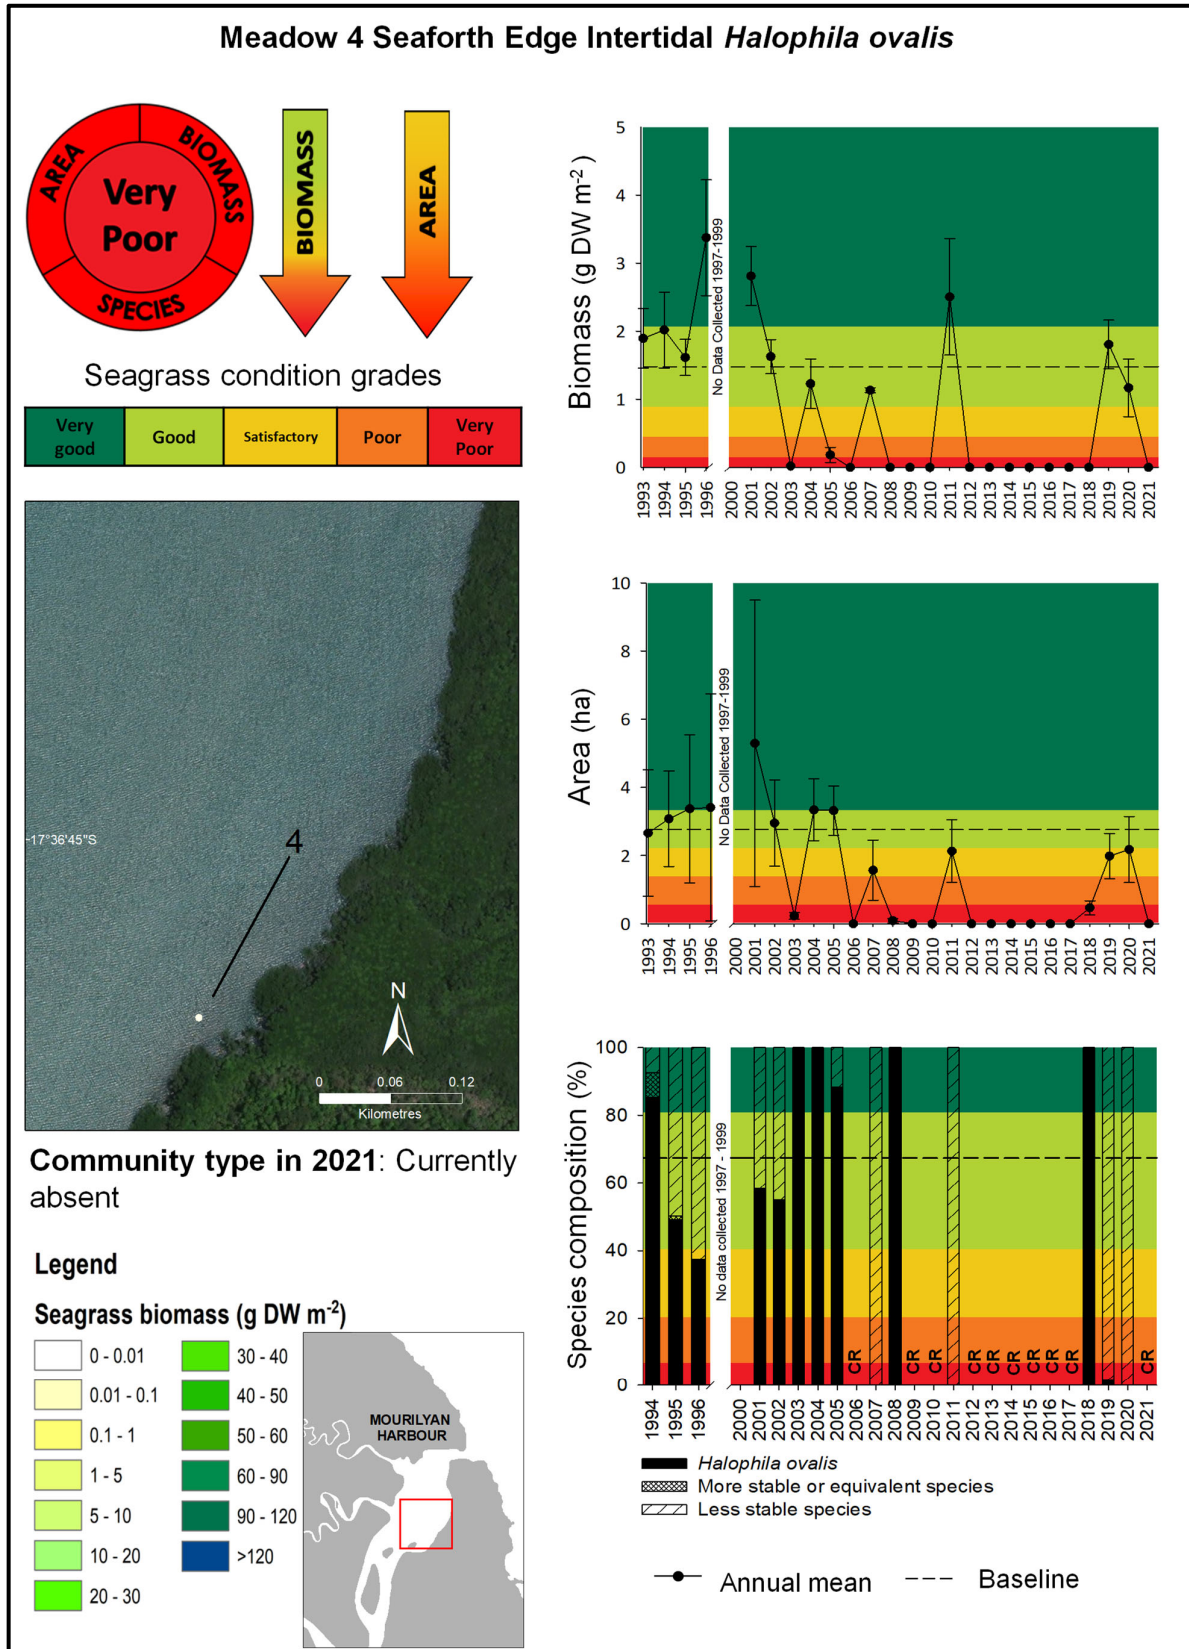 Meadow 4 Seaforth Edge Intertidal Halophila ovalis
AREA
BIOMASS
SPECIES
Very
Poor
BIOMASS
AREA
Seagrass condition grades
Very
good
Good
Satisfactory
Poor
Very
Poor
17°36'45"S
4
N
0 0.06 0.12
Kilometres
Community type in 2021: Currently
absent
Legend
Seagrass biomass (g DW m-2)
0 - 0.01
0.01 - 0.1
0.1 - 1
1 - 5
5 - 10
10 - 20
20 - 30
30 - 40
40 - 50
50 - 60
60 - 90
90 - 120
>120
MOURILYAN
HARBOUR
Biomass (g DW m-2)
5
4
3
2
1
0
No Data Collected 1997-1999
1993 1994 1995 1996 2000 2001 2002 2003 2004 2005 2006 2007 2008 2009 2010 2011 2012 2013 2014 2015 2016 2017 2018 2019 2020 2021
Area (ha)
10
8
6
4
2
0
No Data Collected 1997-1999
1993 1994 1995 1996 2000 2001 2002 2003 2004 2005 2006 2007 2008 2009 2010 2011 2012 2013 2014 2015 2016 2017 2018 2019 2020 2021
Species composition (%)
100
80
60
40
20
0
No data collected 1997 - 1999
CR CR CR CR CR CR CR CR CR CR
1994 1995 1996 2000 2001 2002 2003 2004 2005 2006 2007 2008 2009 2010 2011 2012 2013 2014 2015 2016 2017 2018 2019 2020 2021
Halophila ovalis
More stable or equivalent species
Less stable species
Annual mean
Baseline